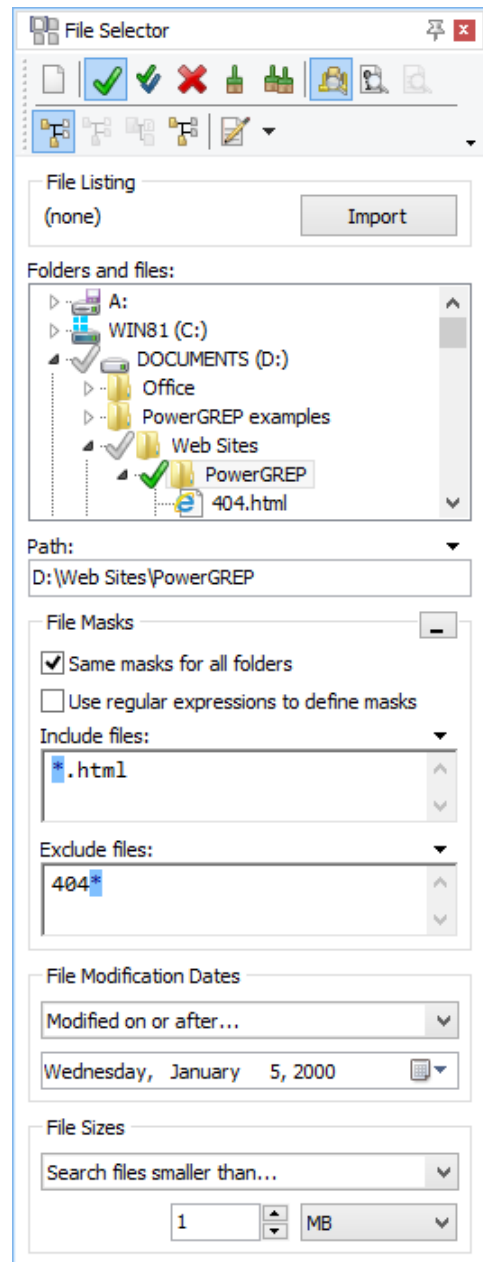 File Selector
File Listing
(none)
Import
Folders and files:
A:
WIN81 (C:)
DOCUMENTS (D:)
Office
PowerGREP examples
Web Sites
PowerGREP
404.html
Path:
D:\Web Sites\PowerGREP
File Masks
Same masks for all folders
Use regular expressions to define masks
Include files:
*.html
Exclude files:
404*
File Modification Dates
Modified on or after...
Wednesday, January 5, 2000
File Sizes
Search files smaller than...
1 MB